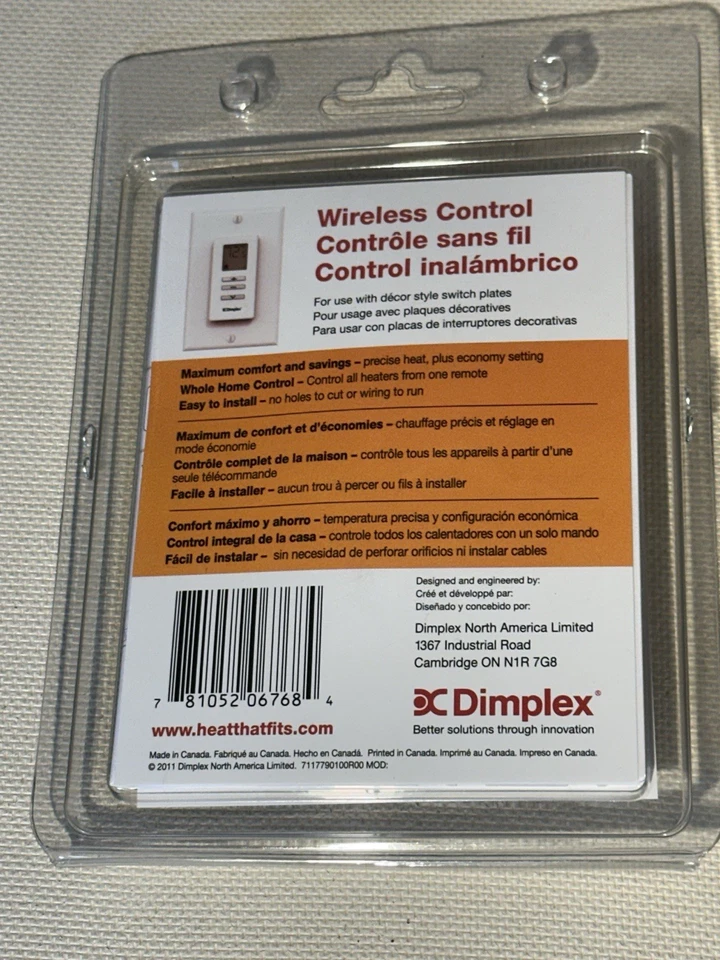 Wireless Control
Contrôle sans fil
Control inalámbrico
For use with décor style switch plates
Pour usage avec plaques décoratives
Para usar con placas de interruptores decorativas
Dimplex
Maximum comfort and savings – precise heat, plus economy setting
Whole Home Control – Control all heaters from one remote
Easy to install – no holes to cut or wiring to run
Maximum de confort et d'économies – chauffage précis et réglage en
mode économie
Contrôle complet de la maison – contrôle tous les appareils à partir d'une
seule télécommande
Facile à installer – aucun trou à percer ou fils à installer
Confort máximo y ahorro – temperatura precisa y configuración económica
Control integral de la casa – controle todos los calentadores con un solo mando
Fácil de instalar – sin necesidad de perforar orificios ni instalar cables
7 81052 06768 4
www.heatthatfits.com
Designed and engineered by:
Créé et développé par:
Diseñado y concebido por:
Dimplex North America Limited
1367 Industrial Road
Cambridge ON N1R 7G8
Dimplex®
Better solutions through innovation
Made in Canada. Fabriqué au Canada. Hecho en Canadá. Printed in Canada. Imprimé au Canada. Impreso en Canada.
© 2011 Dimplex North America Limited. 7117790100R00 MOD: